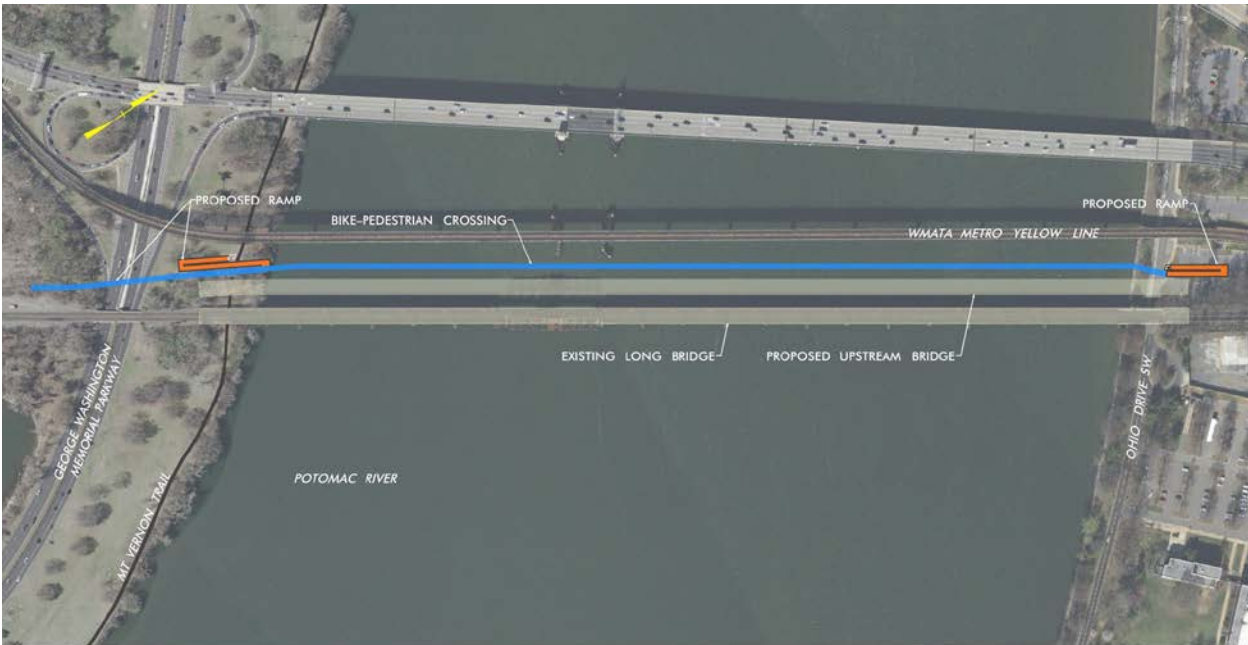 PROPOSED RAMP
BIKE-PEDESTRIAN CROSSING
PROPOSED RAMP
WMATA METRO YELLOW LINE
EXISTING LONG BRIDGE
PROPOSED UPSTREAM BRIDGE
GEORGE WASHINGTON
MEMORIAL PARKWAY
MT VERNON TRAIL
POTOMAC RIVER
OHIO DRIVE SW